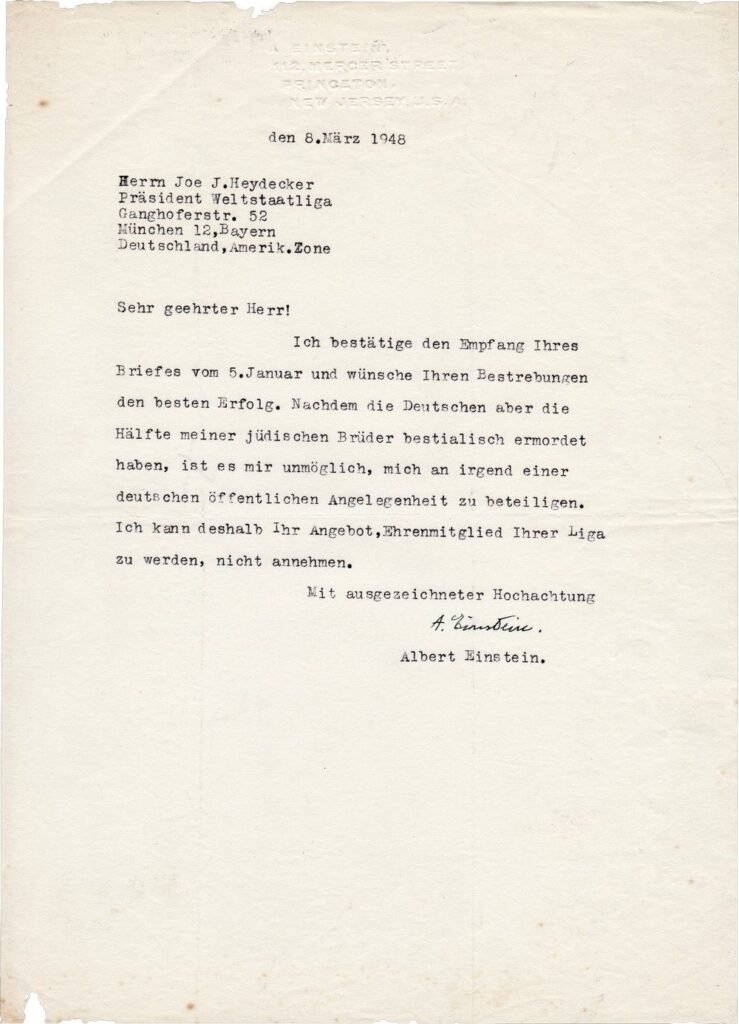 A. EINSTEIN,
112, MERCER STREET,
PRINCETON,
NEW JERSEY, U.S.A.
den 8.März 1948
Herrn Joe J.Heydecker
Präsident Weltstaatliga
Ganghoferstr. 52
München 12,Bayern
Deutschland,Amerik.Zone
Sehr geehrter Herr!
Ich bestätige den Empfang Ihres
Briefes vom 5.Januar und wünsche Ihren Bestrebungen
den besten Erfolg. Nachdem die Deutschen aber die
Hälfte meiner jüdischen Brüder bestialisch ermordet
haben, ist es mir unmöglich, mich an irgend einer
deutschen öffentlichen Angelegenheit zu beteiligen.
Ich kann deshalb Ihr Angebot,Ehrenmitglied Ihrer Liga
zu werden, nicht annehmen.
Mit ausgezeichneter Hochachtung
A. Einstein.
Albert Einstein.